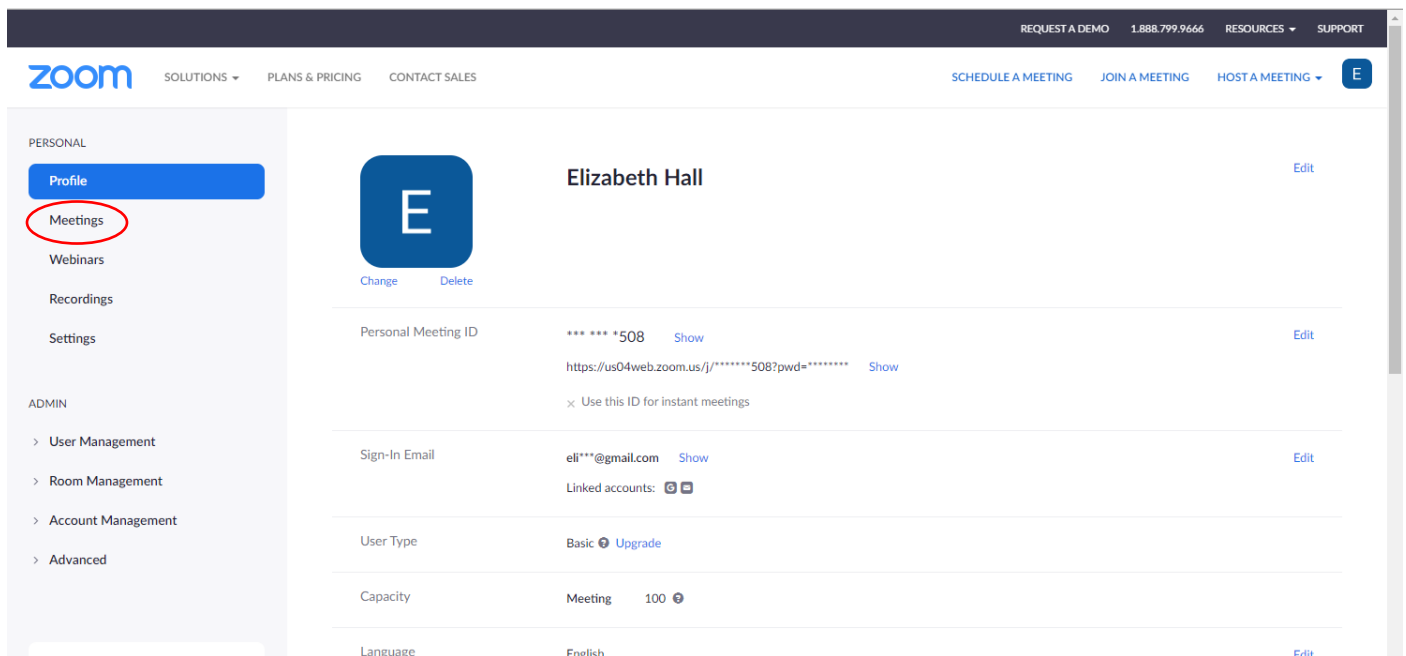 REQUEST A DEMO 1.888.799.9666 RESOURCES SUPPORT
zoom SOLUTIONS PLANS & PRICING CONTACT SALES SCHEDULE A MEETING JOIN A MEETING HOST A MEETING E
PERSONAL
Profile
Meetings
Webinars
Recordings
Settings
ADMIN
User Management
Room Management
Account Management
Advanced
E
Change Delete
Elizabeth Hall Edit
Personal Meeting ID *** *** *508 Show Edit
https://us04web.zoom.us/j/*******508?pwd=******** Show
× Use this ID for instant meetings
Sign-In Email eli***@gmail.com Show Edit
Linked accounts: G
User Type Basic ? Upgrade
Capacity Meeting 100 ?
Language English Edit